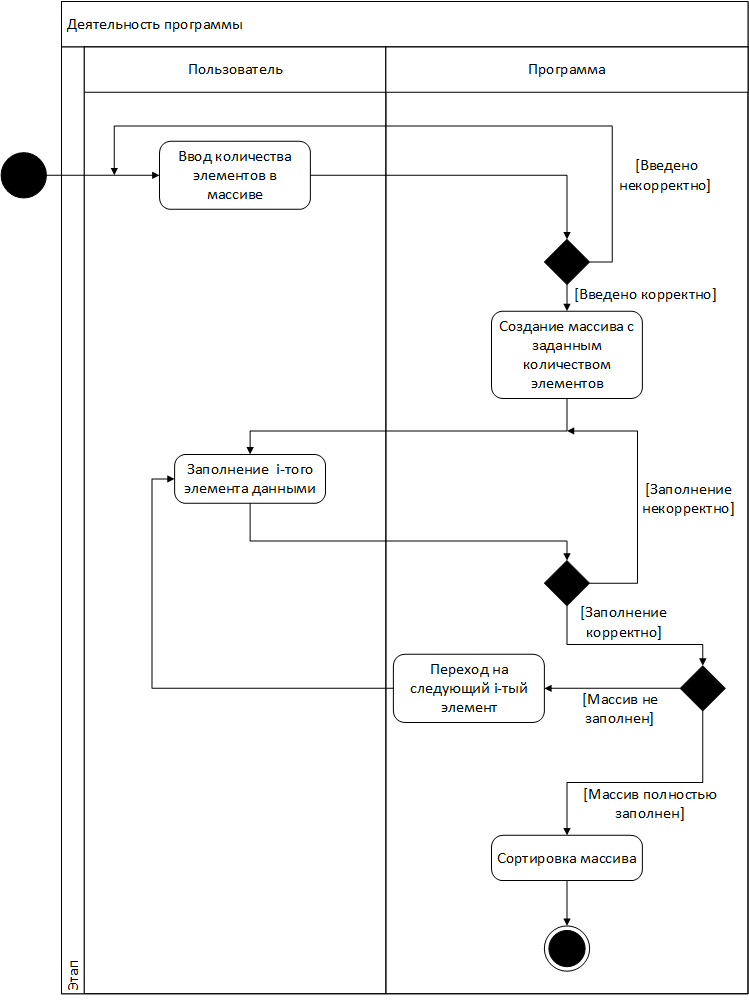 Деятельность программы
Пользователь
Программа
Ввод количества
элементов в
массиве
[Введено
некорректно]
[Введено корректно]
Создание массива с
заданным
количеством
элементов
Заполнение i-того
элемента данными
[Заполнение
некорректно]
[Заполнение
корректно]
Переход на
следующий i-тый
элемент
[Массив не
заполнен]
[Массив полностью
заполнен]
Сортировка массива
Этап